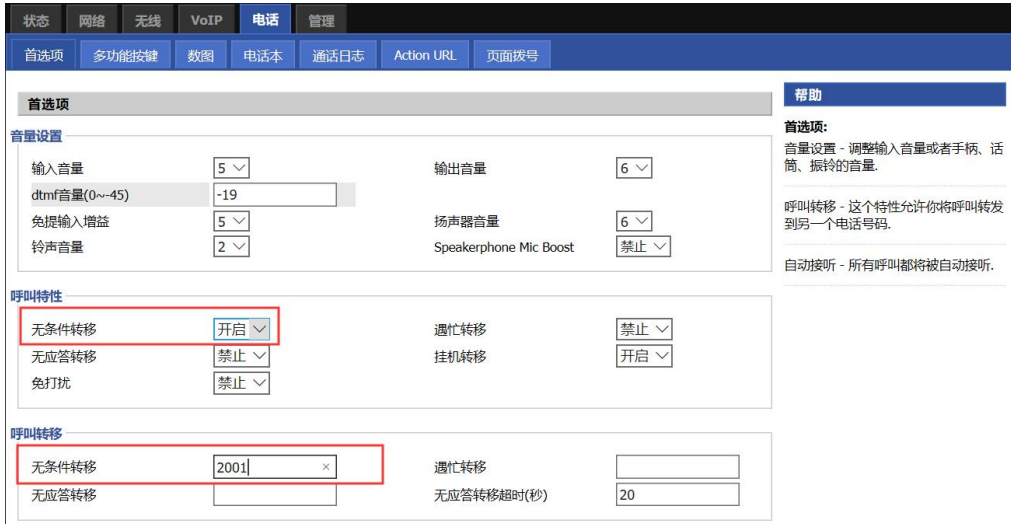 状态 网络 无线 VoIP 电话 管理
首选项 多功能按键 数图 电话本 通话日志 Action URL 页面拨号
首选项
音量设置
输入音量 5 输出音量 6
dtmf音量(0~-45) -19
免提输入增益 5 扬声器音量 6
铃声音量 2 Speakerphone Mic Boost 禁止
呼叫特性
无条件转移 开启 遇忙转移 禁止
无应答转移 禁止 挂机转移 开启
免打扰 禁止
呼叫转移
无条件转移 2001 × 遇忙转移
无应答转移 无应答转移超时(秒) 20
帮助
首选项:
音量设置 - 调整输入音量或者手柄、话
筒、振铃的音量.
呼叫转移 - 这个特性允许你将呼叫转发
到另一个电话号码.
自动接听 - 所有呼叫都将被自动接听.